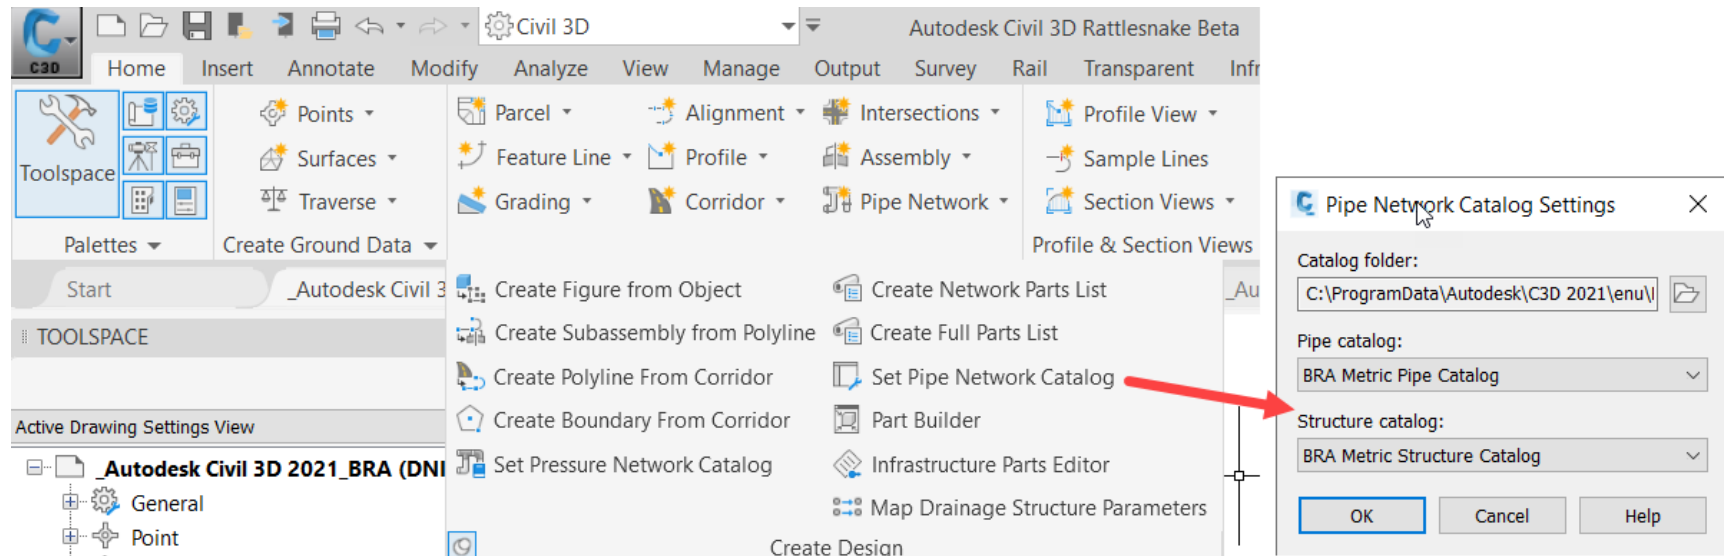 Civil 3D
Autodesk Civil 3D Rattlesnake Beta
C3D
Home Insert Annotate Modify Analyze View Manage Output Survey Rail Transparent Infr
Points Parcel Alignment Intersections Profile View
Surfaces Feature Line Profile Assembly Sample Lines
Toolspace
Traverse Grading Corridor Pipe Network Section Views
Palettes Create Ground Data Profile & Section Views
Start _Autodesk Civil 3 _Au
Create Figure from Object Create Network Parts List
TOOLSPACE
Create Subassembly from Polyline Create Full Parts List
Create Polyline From Corridor Set Pipe Network Catalog
Create Boundary From Corridor Part Builder
Active Drawing Settings View
Set Pressure Network Catalog Infrastructure Parts Editor
_Autodesk Civil 3D 2021_BRA (DNI
General
Map Drainage Structure Parameters
Point
Create Design
Pipe Network Catalog Settings
Catalog folder:
C:\ProgramData\Autodesk\C3D 2021\enu\
Pipe catalog:
BRA Metric Pipe Catalog
Structure catalog:
BRA Metric Structure Catalog
OK Cancel Help